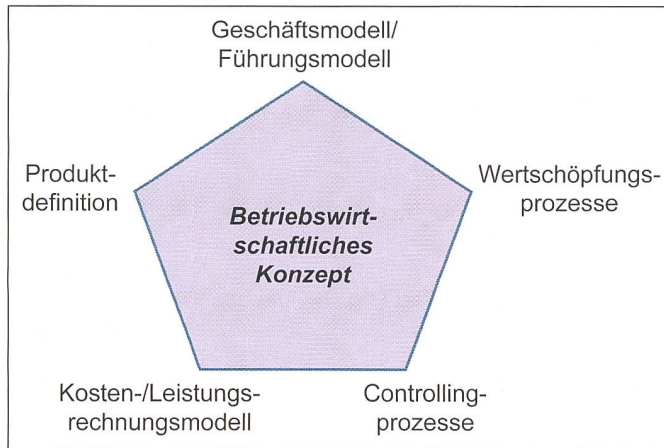 Geschäftsmodell/
Führungsmodell
Produkt-
definition
Wertschöpfungs-
prozesse
Betriebswirt-
schaftliches
Konzept
Kosten-/Leistungs-
rechnungsmodell
Controlling-
prozesse